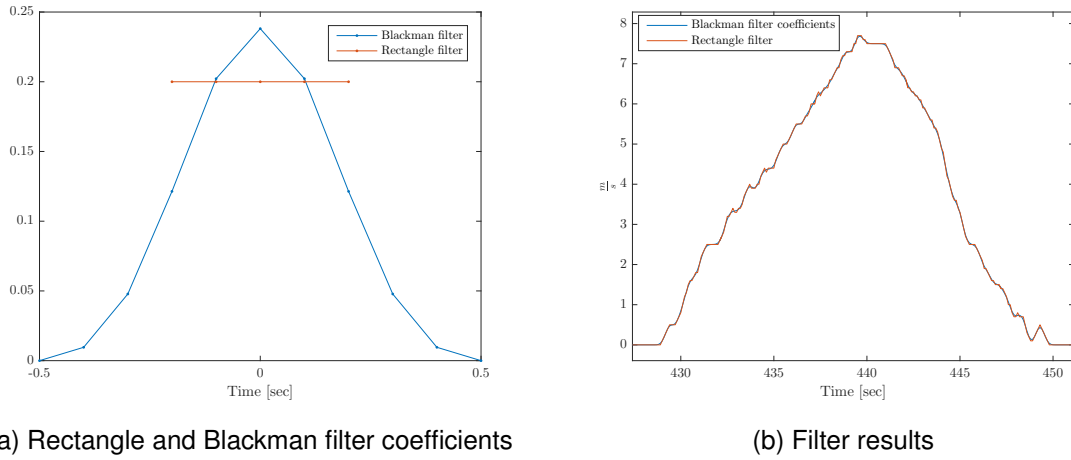 0.25
0.2
0.15
0.1
0.05
0
-0.5
0
0.5
Time [sec]
Blackman filter
Rectangle filter
a) Rectangle and Blackman filter coefficients
8
7
6
5
4
3
2
1
0
m
s
430
435
440
445
450
Time [sec]
Blackman filter coefficients
Rectangle filter
(b) Filter results